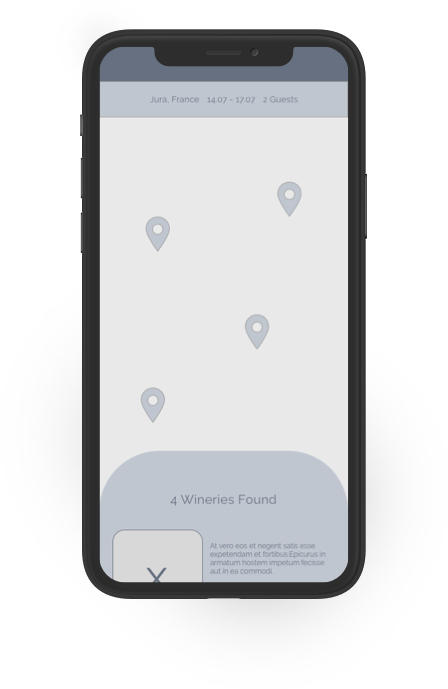 Jura, France 14.07 - 17.07 2 Guests
4 Wineries Found
At vero eos et negent satis esse
expetendam et fortibus Epicurus in
armatum hostem impetum fecisse
aut in ea commodi.
X